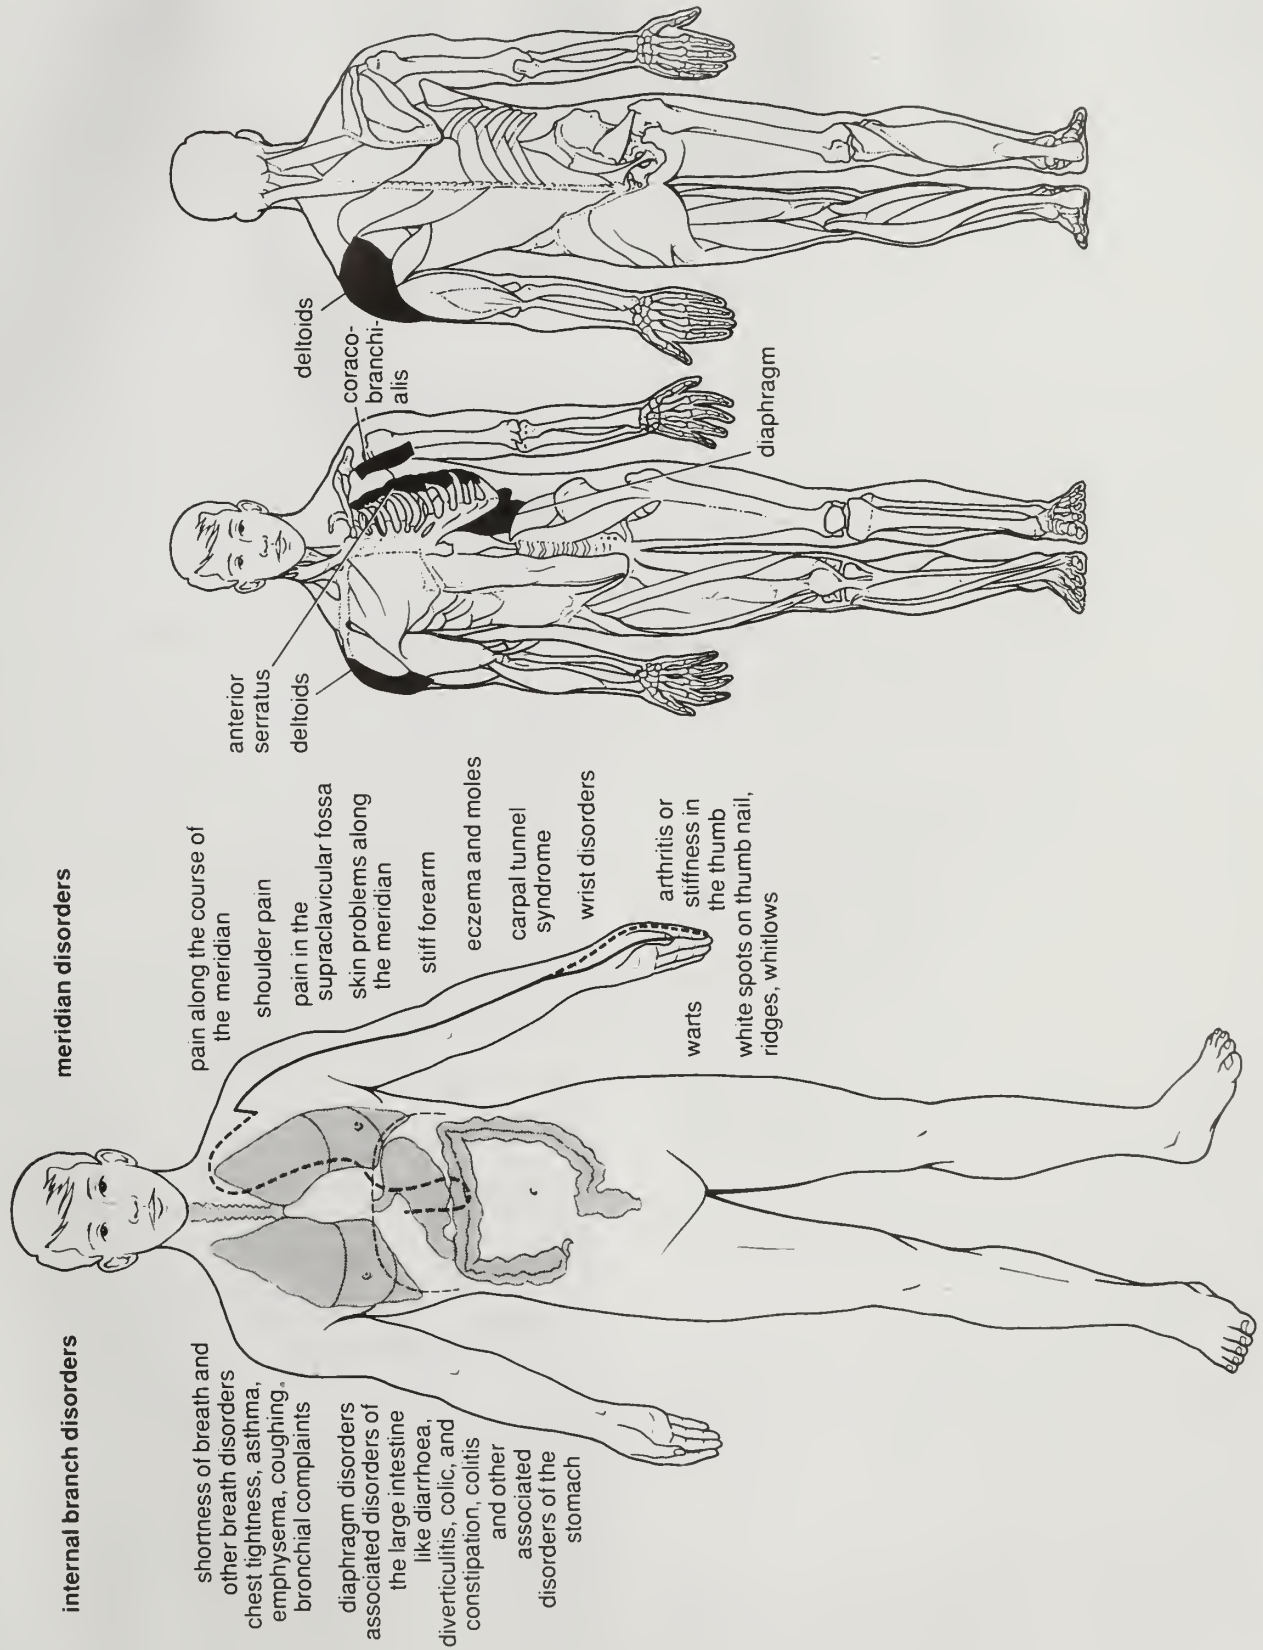 internal branch disorders
shortness of breath and
other breath disorders
chest tightness, asthma,
emphysema, coughing,
bronchial complaints
diaphragm disorders
associated disorders of
the large intestine
like diarrhoea,
diverticulitis, colic, and
constipation, colitis
and other
associated
disorders of the
stomach
meridian disorders
pain along the course of
the meridian
shoulder pain
pain in the
supraclavicular fossa
skin problems along
the meridian
stiff forearm
eczema and moles
carpal tunnel
syndrome
wrist disorders
arthritis or
stiffness in
the thumb
warts
white spots on thumb nail,
ridges, whitlows
anterior
serratus
deltoids
diaphragm
deltoids
coraco-
branchi-
alis